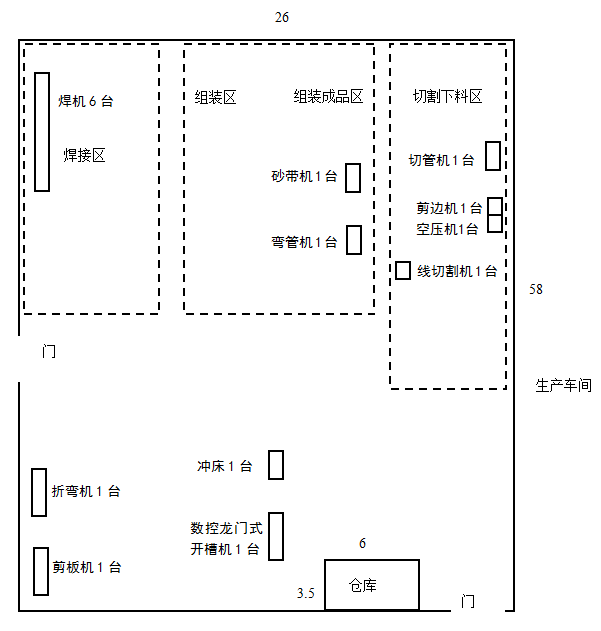 26
焊机 6 台
焊接区
组装区
组装成品区
切割下料区
切管机 1 台
砂带机 1 台
剪边机 1 台
空压机1台
弯管机 1 台
线切割机 1 台
58
门
生产车间
冲床 1 台
折弯机 1 台
数控龙门式
开槽机 1 台
6
剪板机 1 台
仓库
3.5
门